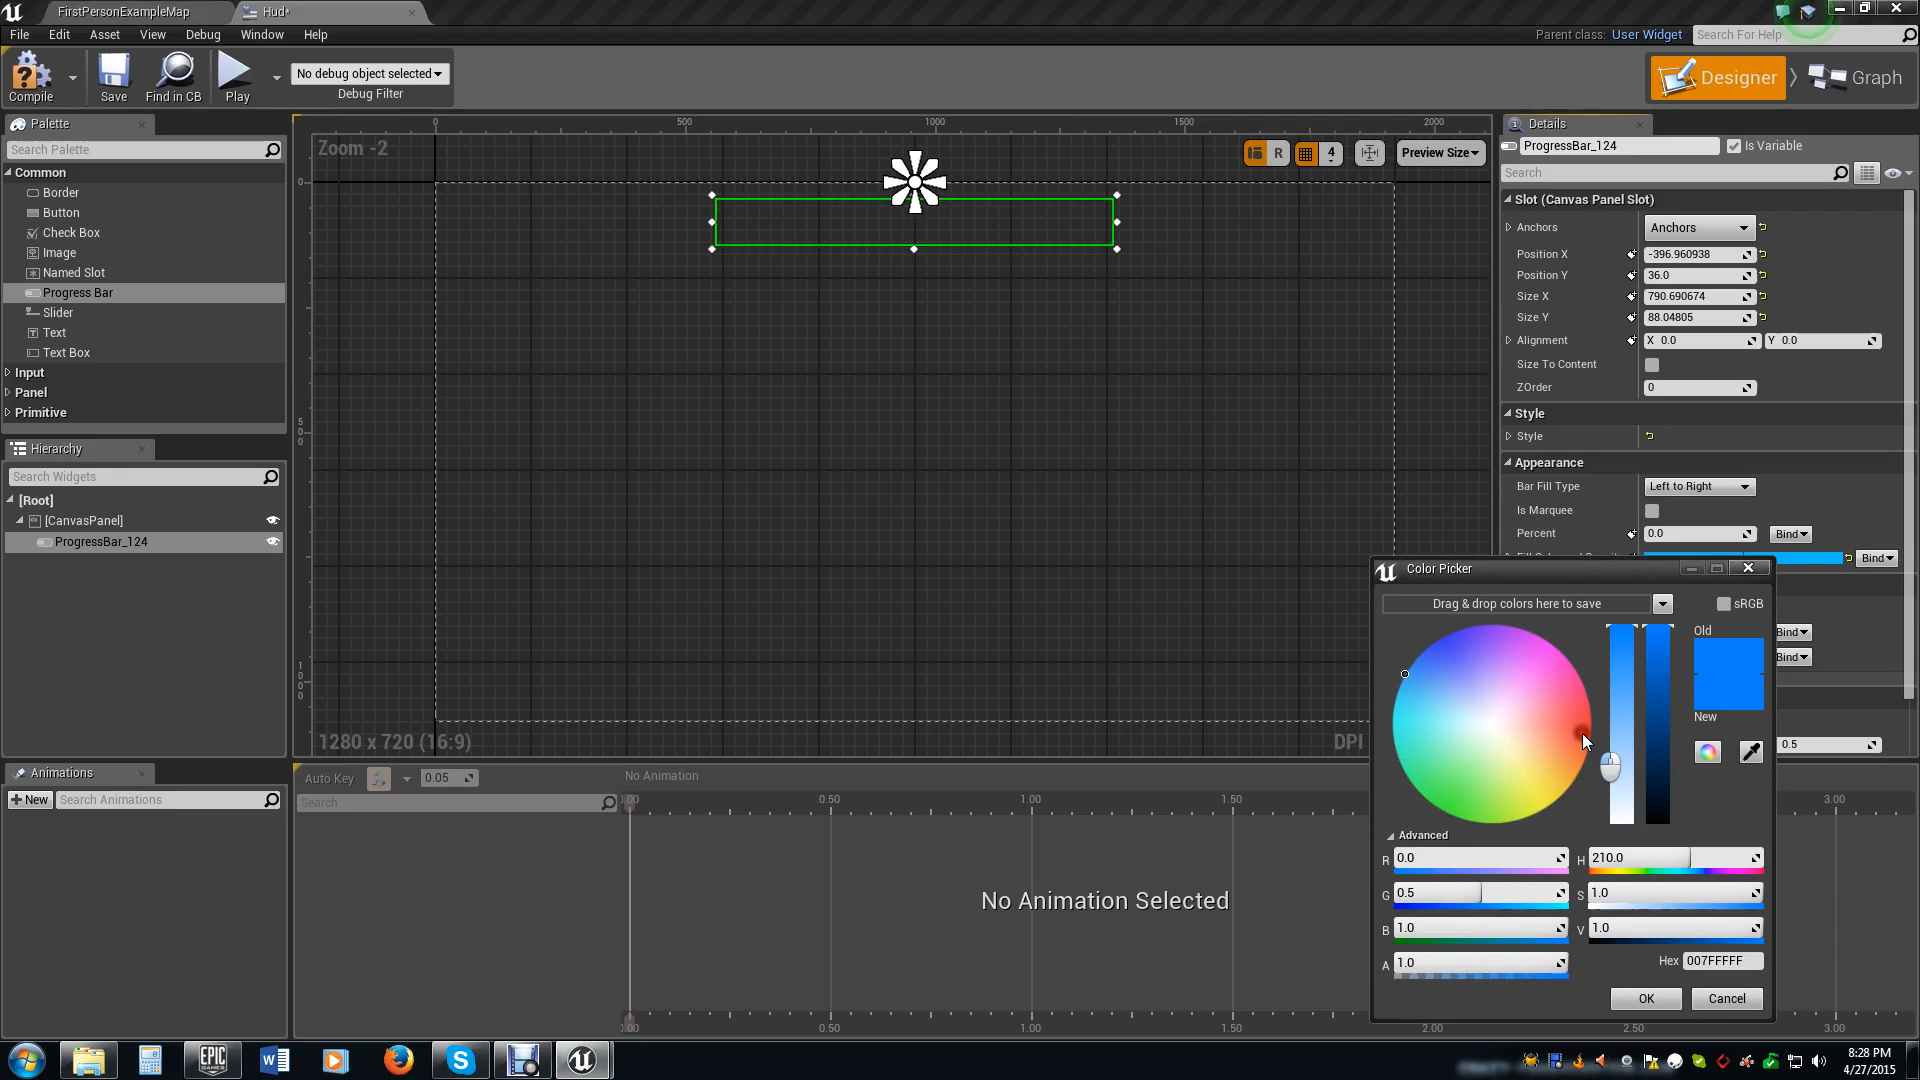 FirstPersonExampleMap
Hud*
File Edit Asset View Debug Window Help
Parent class: User Widget
Search For Help
Compile
Save
Find in CB
Play
No debug object selected
Debug Filter
Designer
Graph
Palette
Search Palette
Common
Border
Button
Check Box
Image
Named Slot
Progress Bar
Slider
Text
Text Box
Input
Panel
Primitive
Hierarchy
Search Widgets
[Root]
[CanvasPanel]
ProgressBar_124
0 500 1000 1500 2000
Zoom -2
R
4
Preview Size
0
500
1000
1280 x 720 (16:9)
DPI
Details
ProgressBar_124
Is Variable
Search
Slot (Canvas Panel Slot)
Anchors Anchors
Position X -396.960938
Position Y 36.0
Size X 790.690674
Size Y 88.04805
Alignment X 0.0 Y 0.0
Size To Content
ZOrder 0
Style
Style
Appearance
Bar Fill Type Left to Right
Is Marquee
Percent 0.0 Bind
Bind
Bind
Bind
0.5
Color Picker
Drag & drop colors here to save
sRGB
Old
New
Advanced
R 0.0 H 210.0
G 0.5 S 1.0
B 1.0 V 1.0
A 1.0 Hex 007FFFFF
OK Cancel
Animations
New
Search Animations
Auto Key
0.05
No Animation
Search
0.50 1.00 1.50 3.00
No Animation Selected
0.50 1.00 1.50 2.00 2.50 3.00
EPIC GAMES
8:28 PM
4/27/2015